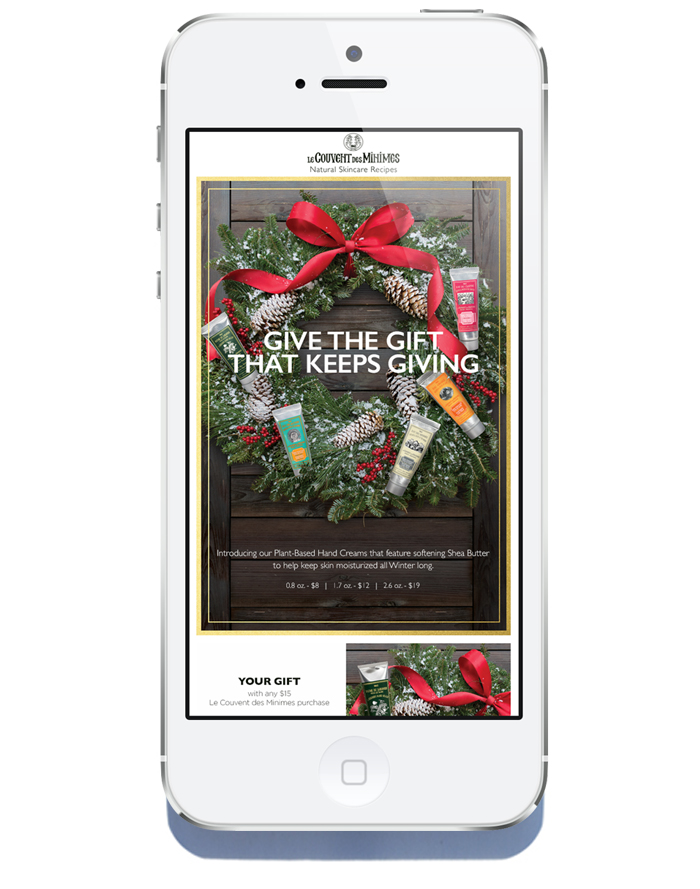 Le Couvent des Minimes
Natural Skincare Recipes
GIVE THE GIFT
THAT KEEPS GIVING
Introducing our Plant-Based Hand Creams that feature softening Shea Butter
to help keep skin moisturized all Winter long.
0.8 oz. - $8 | 1.7 oz. - $12 | 2.6 oz. - $19
YOUR GIFT
with any $15
Le Couvent des Minimes purchase